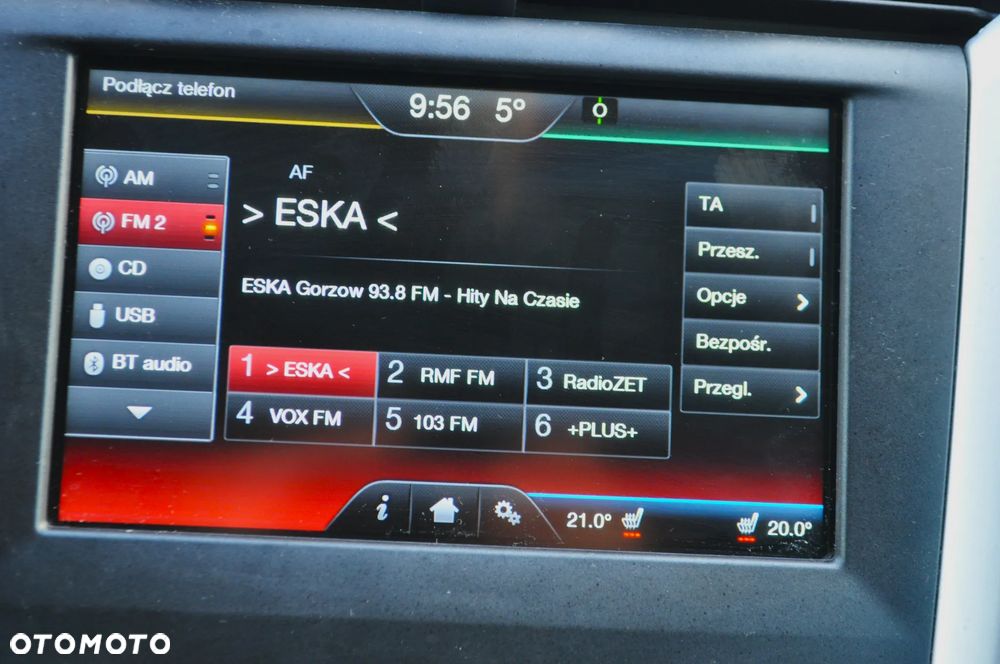 Podłącz telefon
9:56 5°
AM
FM 2
CD
USB
BT audio
AF
> ESKA <
ESKA Gorzow 93.8 FM - Hity Na Czasie
1 > ESKA <
2 RMF FM
3 RadioZET
4 VOX FM
5 103 FM
6 +PLUS+
TA
Przesz.
Opcje
Bezpośr.
Przegl.
i
21.0°
20.0°
OTOMOTO